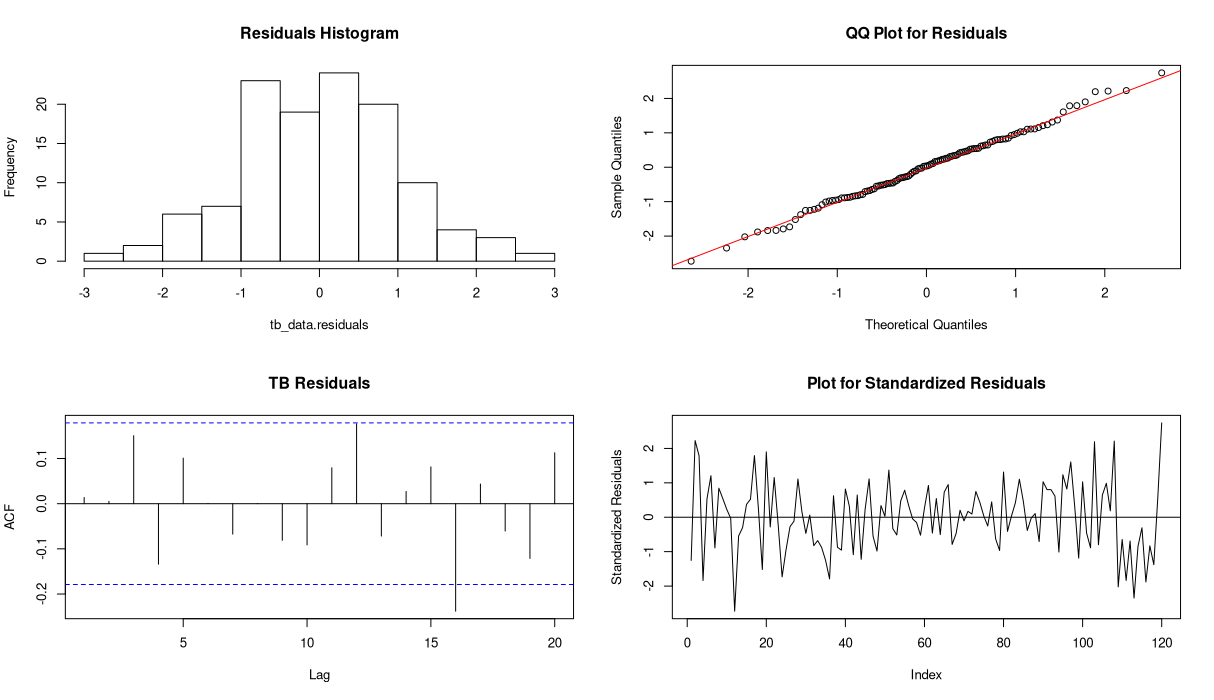 Residuals Histogram
Frequency
0 5 10 15 20
-3 -2 -1 0 1 2 3
tb_data.residuals
QQ Plot for Residuals
Sample Quantiles
-2 -1 0 1 2
-2 -1 0 1 2
Theoretical Quantiles
TB Residuals
ACF
-0.2 -0.1 0.0 0.1
5 10 15 20
Lag
Plot for Standardized Residuals
Standardized Residuals
-2 -1 0 1 2
0 20 40 60 80 100 120
Index